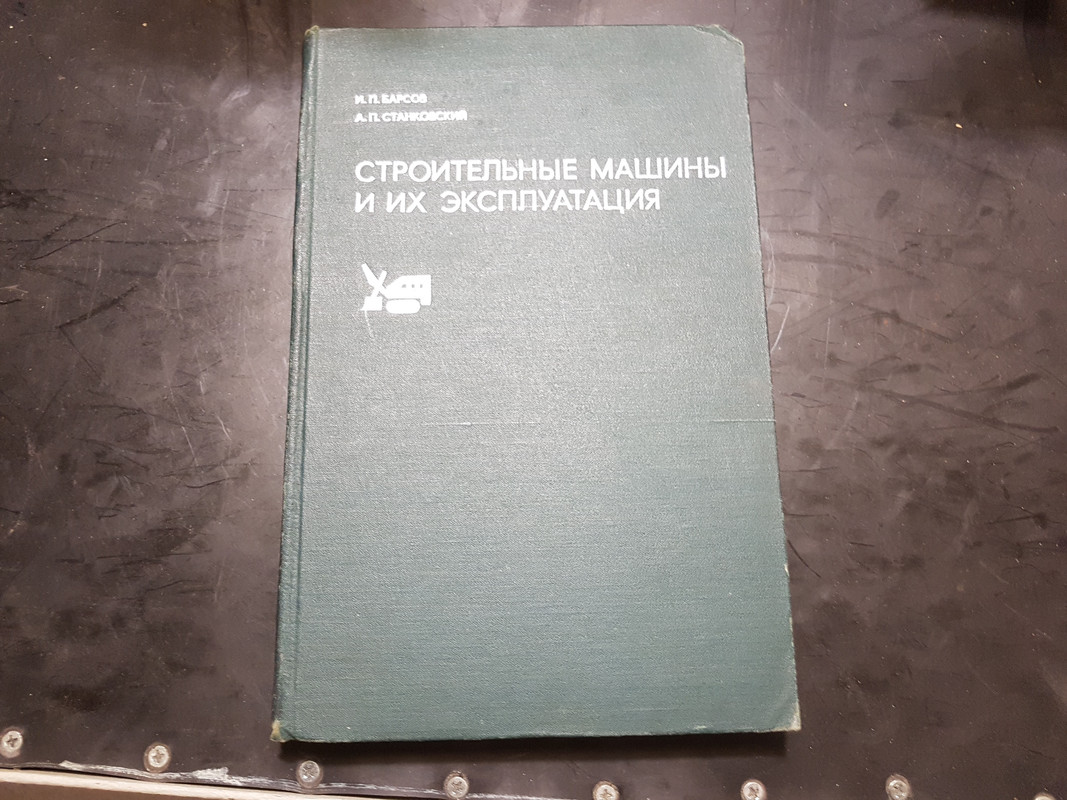 И. П. БАРСОВ
А. П. СТАНКОВСКИЙ
СТРОИТЕЛЬНЫЕ МАШИНЫ
И ИХ ЭКСПЛУАТАЦИЯ